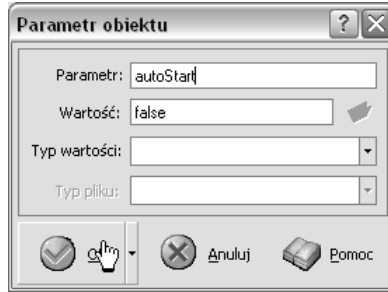 Parametr obiektu
Parametr: autoStart
Wartość: false
Typ wartości:
Typ pliku:
Anuluj Pomoc